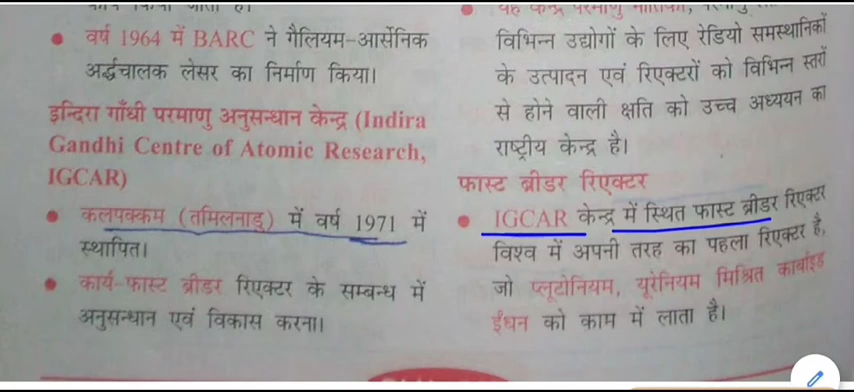 वर्ष 1964 में BARC ने गैलियम-आर्सेनिक
अर्द्धचालक लेसर का निर्माण किया।
इन्दिरा गाँधी परमाणु अनुसन्धान केन्द्र (Indira
Gandhi Centre of Atomic Research,
IGCAR)
कलपक्कम (तमिलनाडु) में वर्ष 1971 में
स्थापित।
कार्य-फास्ट ब्रीडर रिएक्टर के सम्बन्ध में
अनुसन्धान एवं विकास करना।
यह केन्द्र परमाणु
विभिन्न उद्योगों के लिए रेडियो समस्थानिकों
के उत्पादन एवं रिएक्टरों को विभिन्न स्तरों
से होने वाली क्षति को उच्च अध्ययन का
राष्ट्रीय केन्द्र है।
फास्ट ब्रीडर रिएक्टर
IGCAR केन्द्र में स्थित फास्ट ब्रीडर रिएक्टर
विश्व में अपनी तरह का पहला रिएक्टर है,
जो प्लूटोनियम, यूरेनियम मिश्रित कार्बाइड
ईंधन को काम में लाता है।